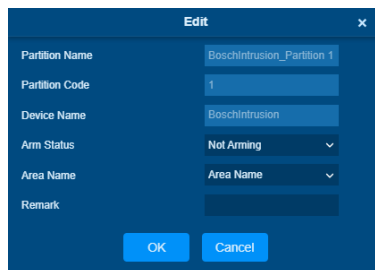 Edit ×
Partition Name BoschIntrusion_Partition 1
Partition Code 1
Device Name BoschIntrusion
Arm Status Not Arming
Area Name Area Name
Remark
OK Cancel